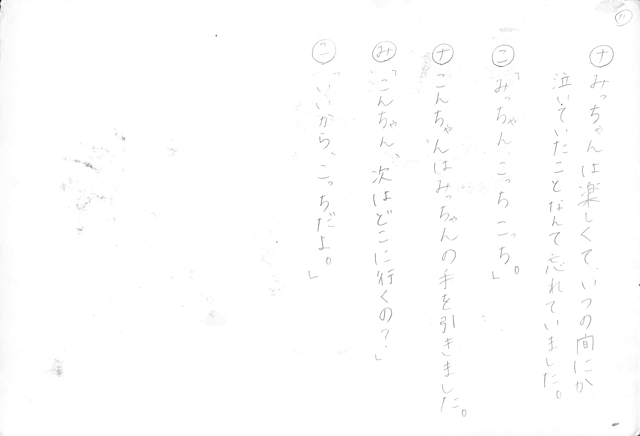 ナ みっちゃんは楽しくて、いつの間にか
泣いていたことなんて忘れていました。
こ「みっちゃん、こっちこっち。」
ナ こんちゃんはみっちゃんの手を引きました。
み「こんちゃん、次はどこに行くの？」
こ「いいから、こっちだよ。」